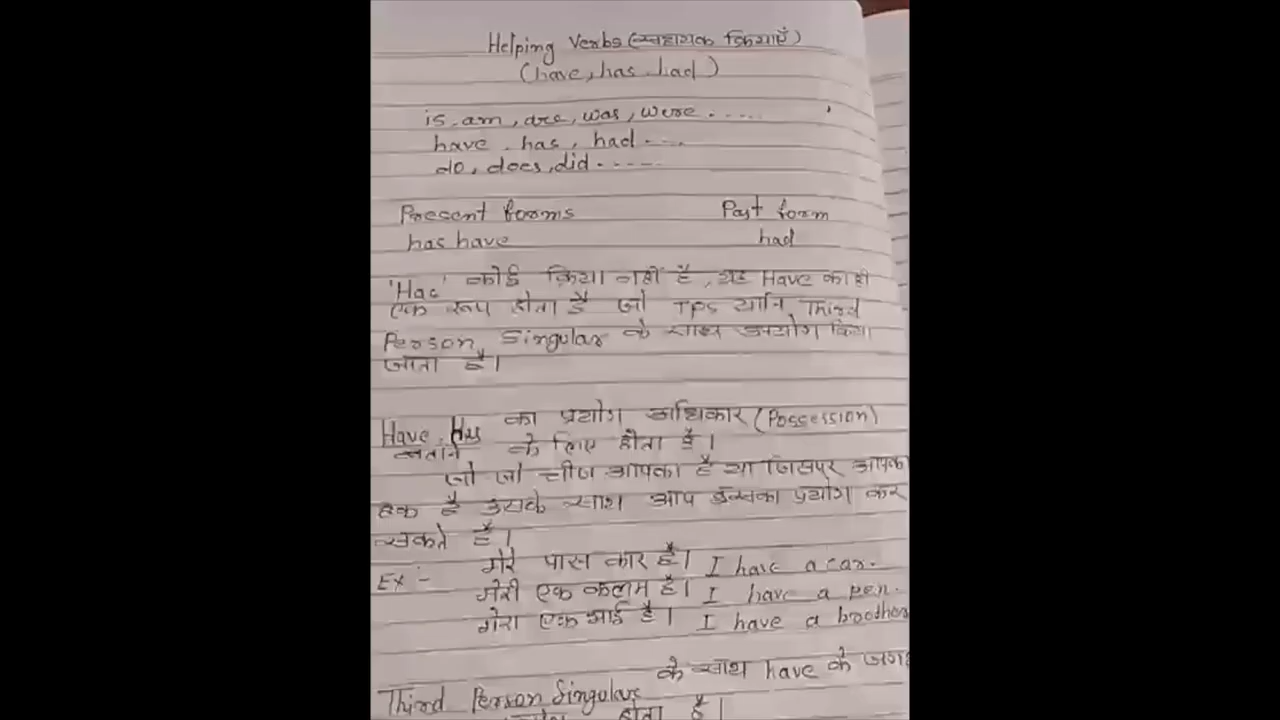 Helping Verbs (सहायक क्रियाएँ)
(have, has, had)
is, am, are, was, were .....
have, has, had ....
do, does, did .....
Present forms Past form
has have had
'Has' कोई क्रिया नहीं है, यह Have का ही
एक रूप होता है जो TPS यानि Third
Person Singular के साथ उपयोग किया
जाता है।
Have, Has का प्रयोग अधिकार (Possession)
बताने के लिए होता है।
जो जो चीज आपका है या जिसपर आपक
हक है उसके साथ आप इसका प्रयोग कर
सकते हैं।
Ex :- मेरे पास कार है। I have a car.
मेरी एक कलम है। I have a pen.
मेरा एक भाई है। I have a broother
Third Person Singular के साथ have के जगह
होता है।